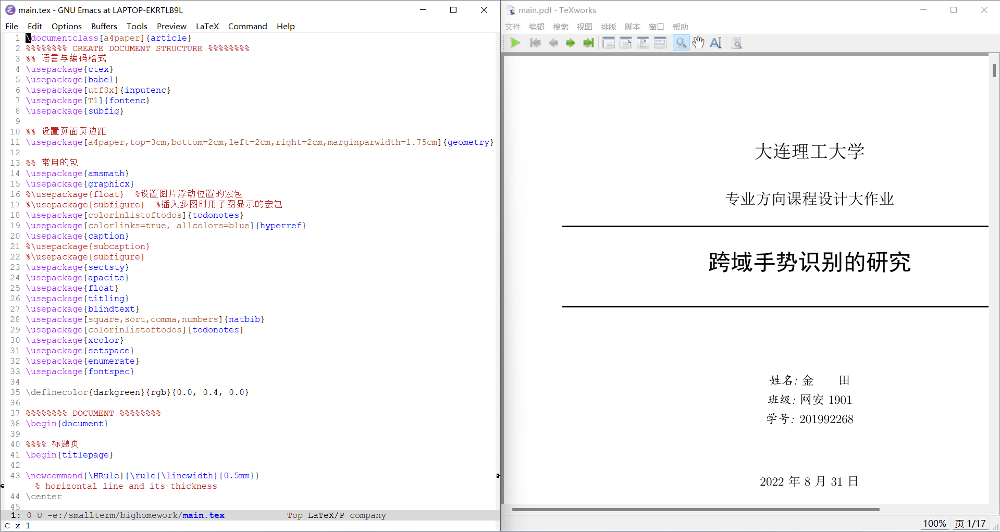 main.tex - GNU Emacs at LAPTOP-EKRTLB9L
File Edit Options Buffers Tools Preview LaTeX Command Help
1 \documentclass[a4paper]{article}
2 %%%%%%%% CREATE DOCUMENT STRUCTURE %%%%%%%%
3 %% 语言与编码格式
4 \usepackage{ctex}
5 \usepackage{babel}
6 \usepackage[utf8x]{inputenc}
7 \usepackage[T1]{fontenc}
8 \usepackage{subfig}
9
10 %% 设置页面页边距
11 \usepackage[a4paper,top=3cm,bottom=2cm,left=2cm,right=2cm,marginparwidth=1.75cm]{geometry}
12
13 %% 常用的包
14 \usepackage{amsmath}
15 \usepackage{graphicx}
16 %\usepackage{float}  %设置图片浮动位置的宏包
17 %\usepackage{subfigure}  %插入多图时用子图显示的宏包
18 \usepackage[colorinlistoftodos]{todonotes}
19 \usepackage[colorlinks=true, allcolors=blue]{hyperref}
20 \usepackage{caption}
21 %\usepackage{subcaption}
22 %\usepackage{subfigure}
23 \usepackage{sectsty}
24 \usepackage{apacite}
25 \usepackage{float}
26 \usepackage{titling}
27 \usepackage{blindtext}
28 \usepackage[square,sort,comma,numbers]{natbib}
29 \usepackage[colorinlistoftodos]{todonotes}
30 \usepackage{xcolor}
31 \usepackage{setspace}
32 \usepackage{enumerate}
33 \usepackage{fontspec}
34
35 \definecolor{darkgreen}{rgb}{0.0, 0.4, 0.0}
36
37 %%%%%%%% DOCUMENT %%%%%%%%
38 \begin{document}
39
40 %%%% 标题页
41 \begin{titlepage}
42
43 \newcommand{\HRule}{\rule{\linewidth}{0.5mm}}
% horizontal line and its thickness
44 \center
45
1: 0 U -e:/smallterm/bighomework/main.tex Top LaTeX/P company
C-x 1
main.pdf - TeXworks
文件 编辑 搜索 视图 排版 脚本 窗口 帮助
大连理工大学
专业方向课程设计大作业
跨域手势识别的研究
姓名: 金 田
班级: 网安 1901
学号: 201992268
2022 年 8 月 31 日
100% 页 1/17